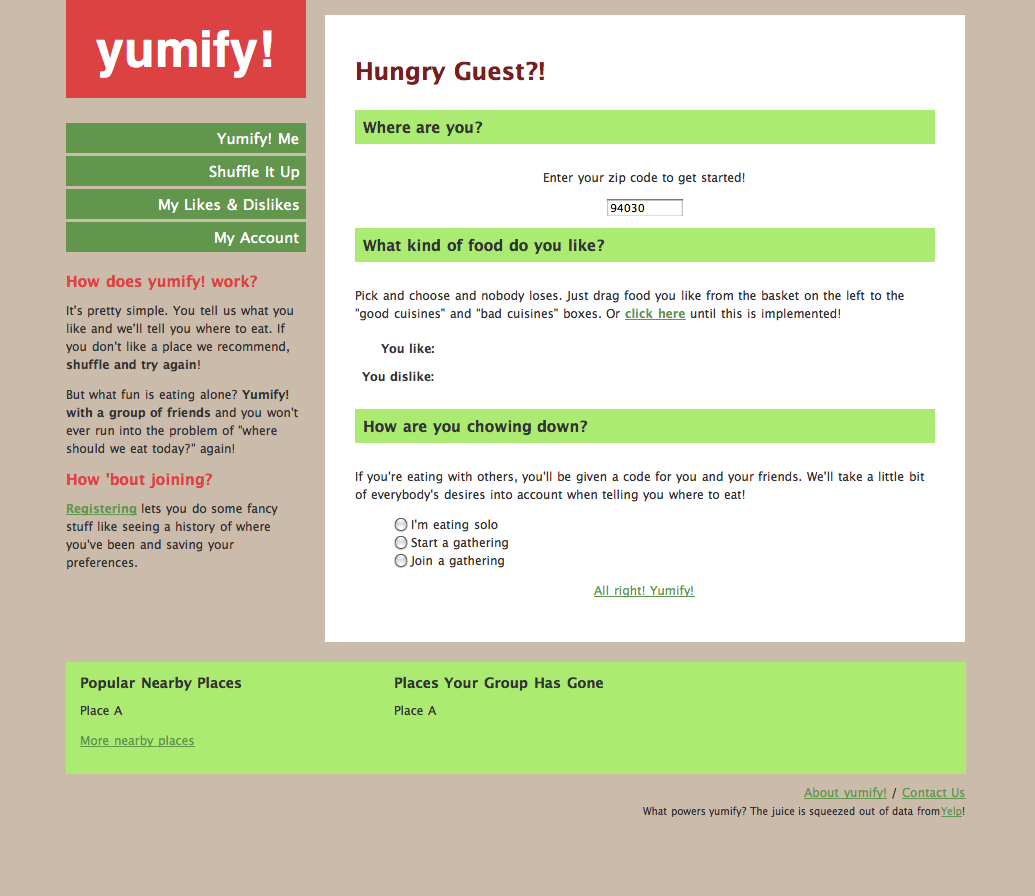 yumify!
Yumify! Me
Shuffle It Up
My Likes & Dislikes
My Account
How does yumify! work?
It's pretty simple. You tell us what you
like and we'll tell you where to eat. If
you don't like a place we recommend,
shuffle and try again!
But what fun is eating alone? Yumify!
with a group of friends and you won't
ever run into the problem of "where
should we eat today?" again!
How 'bout joining?
Registering lets you do some fancy
stuff like seeing a history of where
you've been and saving your
preferences.
Hungry Guest?!
Where are you?
Enter your zip code to get started!
94030
What kind of food do you like?
Pick and choose and nobody loses. Just drag food you like from the basket on the left to the
"good cuisines" and "bad cuisines" boxes. Or click here until this is implemented!
You like:
You dislike:
How are you chowing down?
If you're eating with others, you'll be given a code for you and your friends. We'll take a little bit
of everybody's desires into account when telling you where to eat!
I'm eating solo
Start a gathering
Join a gathering
All right! Yumify!
Popular Nearby Places
Place A
More nearby places
Places Your Group Has Gone
Place A
About yumify! / Contact Us
What powers yumify? The juice is squeezed out of data fromYelp!